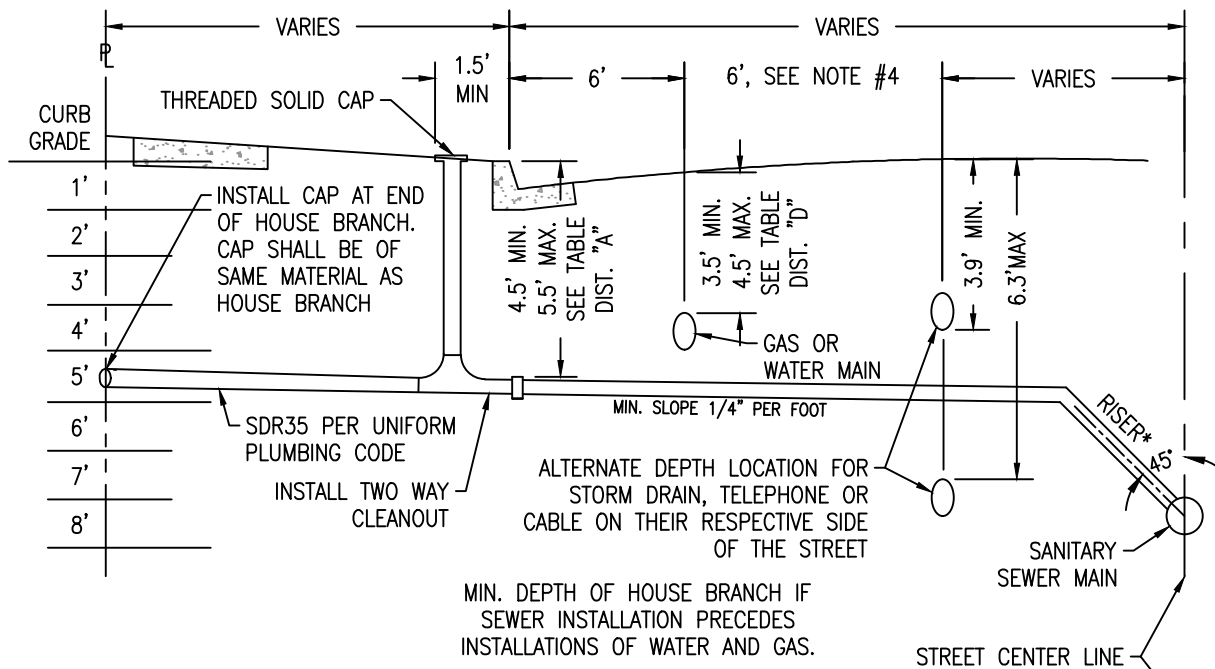 VARIES
VARIES
PL
1.5'
MIN
6'
6', SEE NOTE #4
VARIES
THREADED SOLID CAP
CURB
GRADE
1'
2'
3'
4'
5'
6'
7'
8'
INSTALL CAP AT END
OF HOUSE BRANCH.
CAP SHALL BE OF
SAME MATERIAL AS
HOUSE BRANCH
4.5' MIN.
5.5' MAX.
SEE TABLE
DIST. "A"
3.5' MIN.
4.5' MAX.
SEE TABLE
DIST. "D"
3.9' MIN.
6.3'MAX
GAS OR
WATER MAIN
MIN. SLOPE 1/4" PER FOOT
SDR35 PER UNIFORM
PLUMBING CODE
INSTALL TWO WAY
CLEANOUT
RISER*
45°
ALTERNATE DEPTH LOCATION FOR
STORM DRAIN, TELEPHONE OR
CABLE ON THEIR RESPECTIVE SIDE
OF THE STREET
SANITARY
SEWER MAIN
MIN. DEPTH OF HOUSE BRANCH IF
SEWER INSTALLATION PRECEDES
INSTALLATIONS OF WATER AND GAS.
STREET CENTER LINE